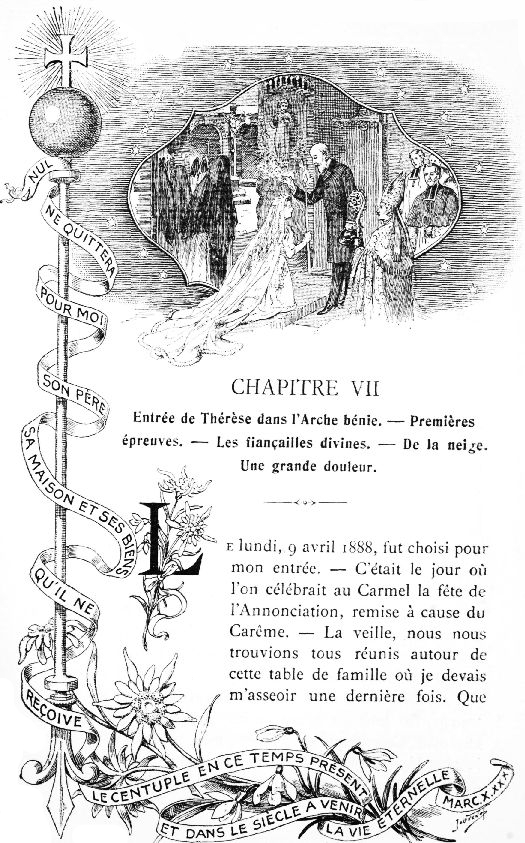 NUL
NE QUITTERA
POUR MOI
SON PÈRE
SA MAISON ET SES BIENS
QU'IL NE
REÇOIVE
LE CENTUPLE EN CE TEMPS PRÉSENT
ET DANS LE SIÈCLE A VENIR
LA VIE ÉTERNELLE
MARC X. XXX
CHAPITRE VII
Entrée de Thérèse dans l'Arche bénie. — Premières
épreuves. — Les fiançailles divines. — De la neige.
Une grande douleur.
LE lundi, 9 avril 1888, fut choisi pour
mon entrée. — C'était le jour où
l'on célébrait au Carmel la fête de
l'Annonciation, remise à cause du
Carême. — La veille, nous nous
trouvions tous réunis autour de
cette table de famille où je devais
m'asseoir une dernière fois. Que